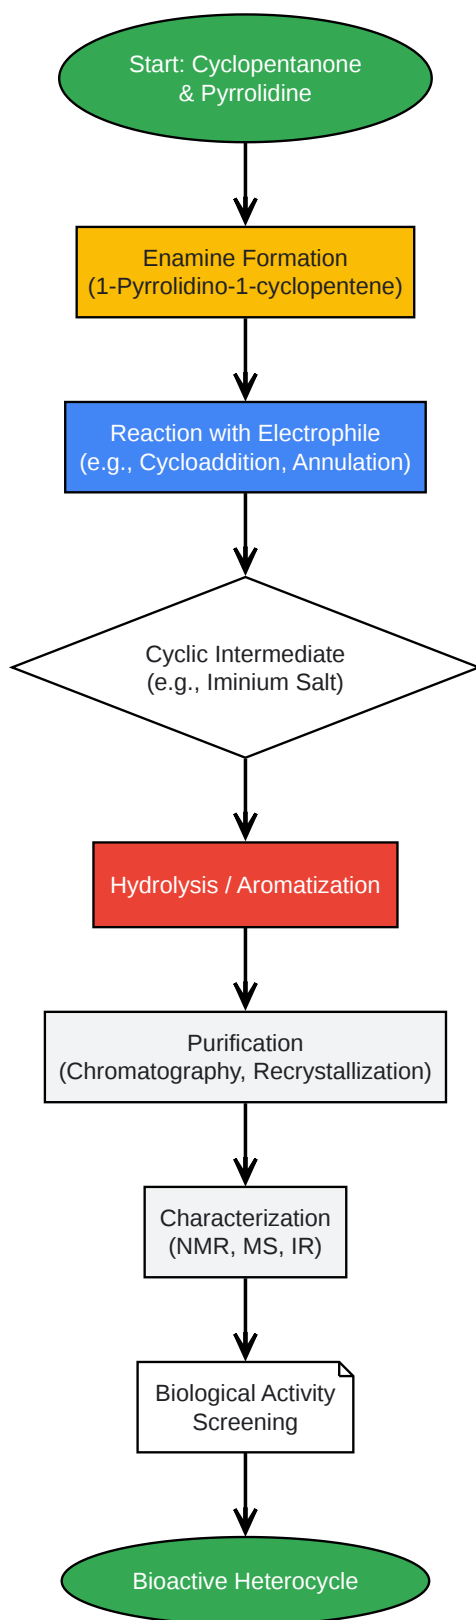 Start: Cyclopentanone
& Pyrrolidine
Enamine Formation
(1-Pyrrolidino-1-cyclopentene)
Reaction with Electrophile
(e.g., Cycloaddition, Annulation)
Cyclic Intermediate
(e.g., Iminium Salt)
Hydrolysis / Aromatization
Purification
(Chromatography, Recrystallization)
Characterization
(NMR, MS, IR)
Biological Activity
Screening
Bioactive Heterocycle